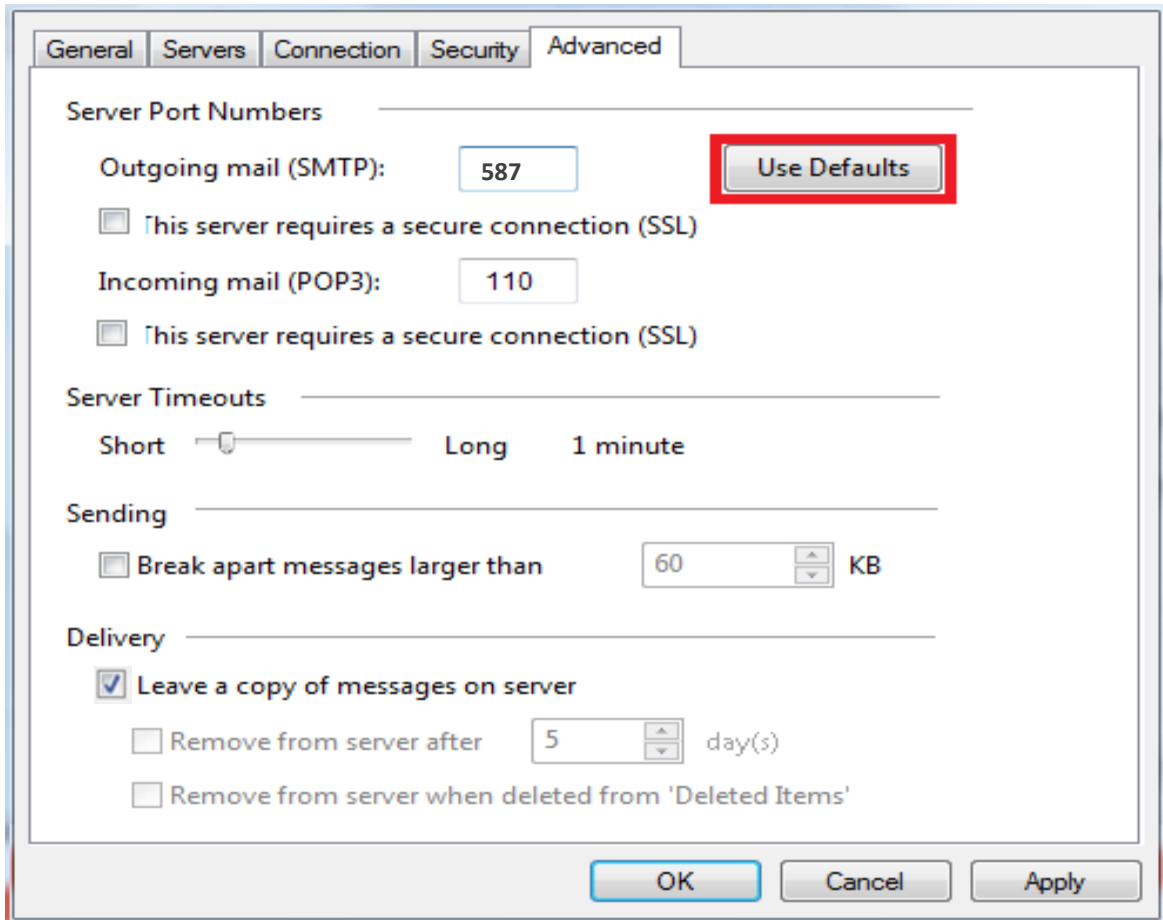 General Servers Connection Security Advanced
Server Port Numbers
Outgoing mail (SMTP): 587 Use Defaults
This server requires a secure connection (SSL)
Incoming mail (POP3): 110
This server requires a secure connection (SSL)
Server Timeouts
Short Long 1 minute
Sending
Break apart messages larger than 60 KB
Delivery
Leave a copy of messages on server
Remove from server after 5 day(s)
Remove from server when deleted from 'Deleted Items'
OK Cancel Apply